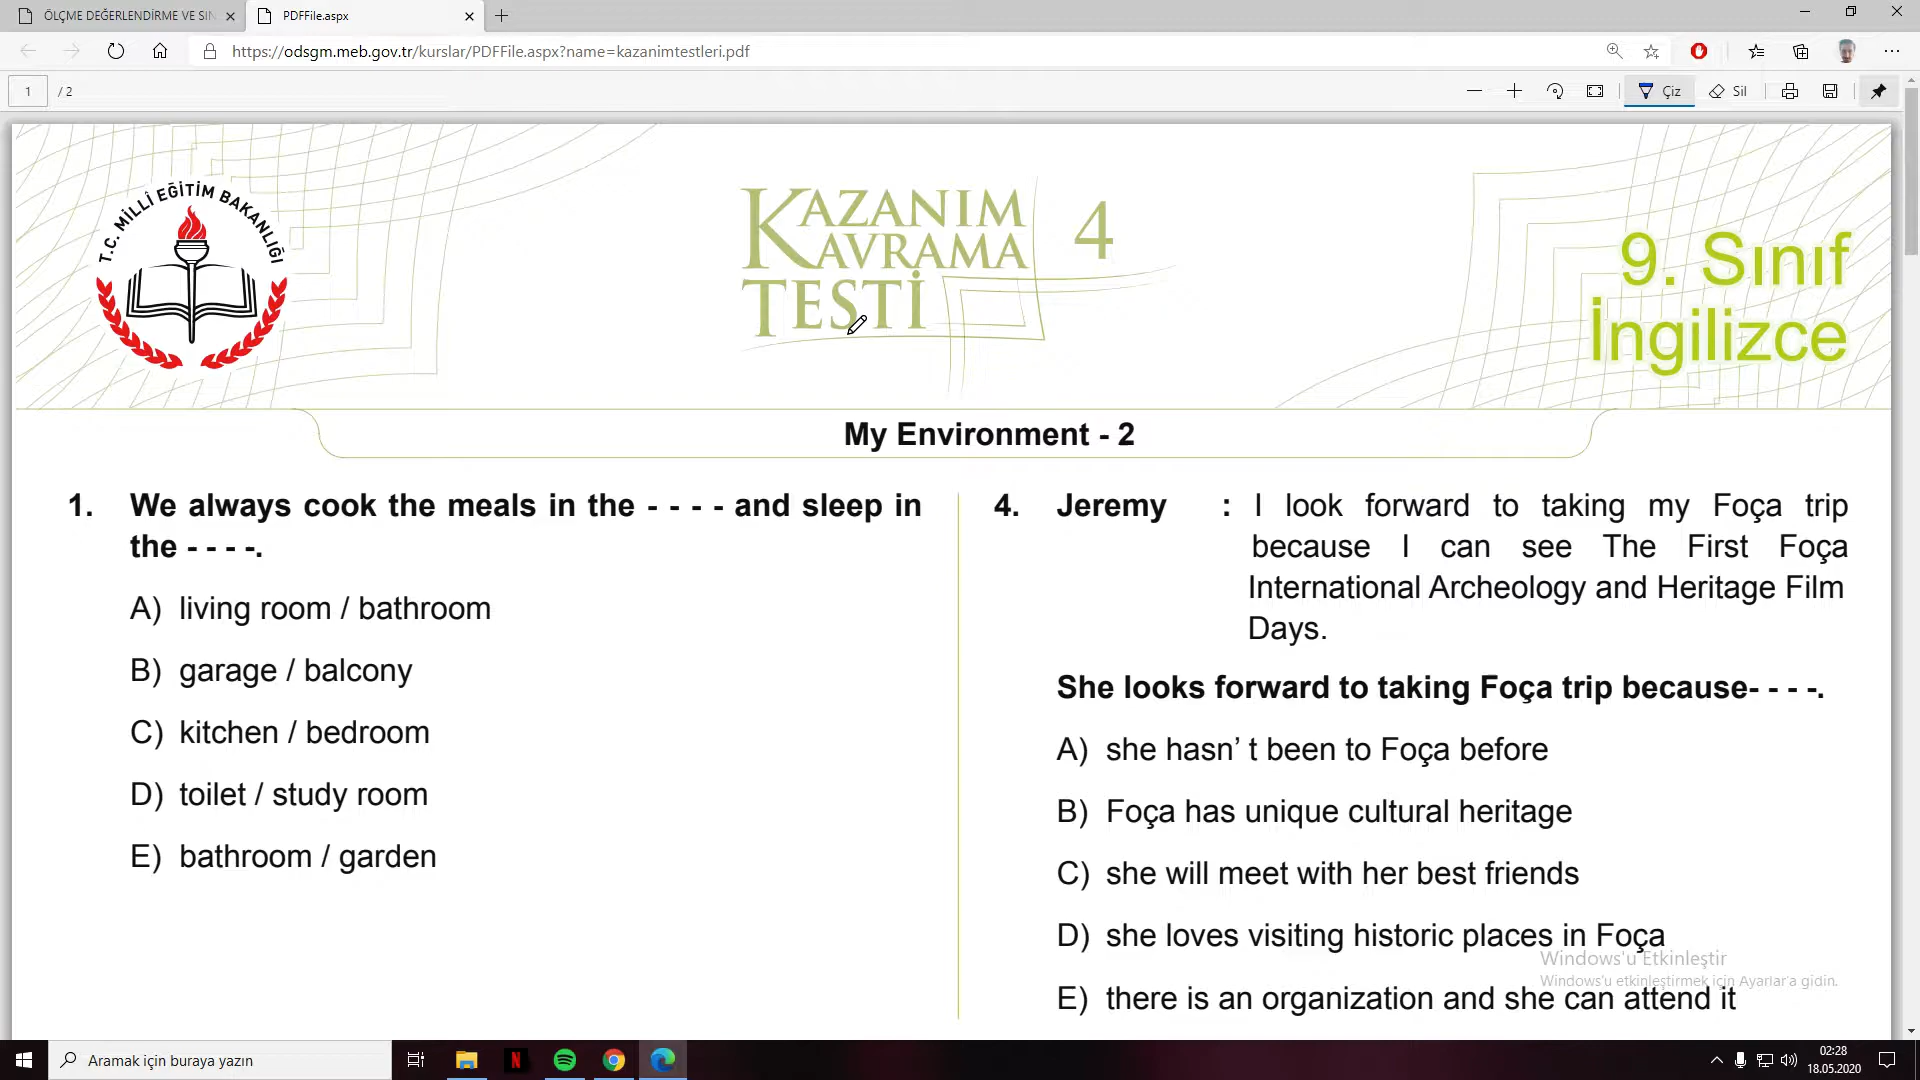 ÖLÇME DEĞERLENDİRME VE SIN
PDFFile.aspx
https://odsgm.meb.gov.tr/kurslar/PDFFile.aspx?name=kazanimtestleri.pdf
1 / 2
Çiz
Sil
T.C. MİLLÎ EĞİTİM BAKANLIĞI
KAZANIM
KAVRAMA
TESTİ
4
9. Sınıf
İngilizce
My Environment - 2
1. We always cook the meals in the - - - - and sleep in
the - - - -.
A) living room / bathroom
B) garage / balcony
C) kitchen / bedroom
D) toilet / study room
E) bathroom / garden
4. Jeremy : I look forward to taking my Foça trip
because I can see The First Foça
International Archeology and Heritage Film
Days.
She looks forward to taking Foça trip because- - - -.
A) she hasn’ t been to Foça before
B) Foça has unique cultural heritage
C) she will meet with her best friends
D) she loves visiting historic places in Foça
E) there is an organization and she can attend it
Windows'u Etkinleştir
Windows'u etkinleştirmek için Ayarlar'a gidin.
Aramak için buraya yazın
02:28
18.05.2020